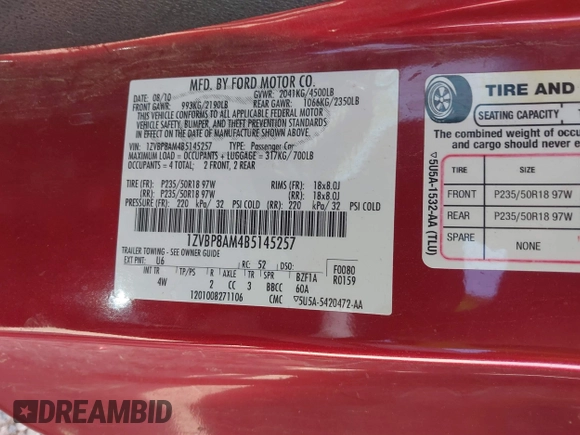 MFD. BY FORD MOTOR CO.
DATE: 08/10 GVWR: 2041KG/4500LB
FRONT GAWR: 993KG/2190LB REAR GAWR: 1066KG/2350LB
THIS VEHICLE CONFORMS TO ALL APPLICABLE FEDERAL MOTOR
VEHICLE SAFETY, BUMPER, AND THEFT PREVENTION STANDARDS
IN EFFECT ON THE DATE OF MANUFACTURE SHOWN ABOVE.
VIN: 1ZVBP8AM4B5145257 TYPE: Passenger Car
MAXIMUM LOAD = OCCUPANTS + LUGGAGE = 317KG/700LB
OCCUPANTS = 4 TOTAL; 2 FRONT, 2 REAR
TIRE (FR): P235/50R18 97W RIMS (FR): 18x8.0J
(RR): P235/50R18 97W (RR): 18x8.0J
PRESSURE (FR): 220 kPa/ 32 PSI COLD (RR): 220 kPa/ 32 PSI COLD
1ZVBP8AM4B5145257
TRAILER TOWING - SEE OWNER GUIDE
EXT PNT: U6 RC: 52 DSO: F0080
INT TR TP/PS R AXLE TR SPR BZF1A R0159
4W 2 CC 3 BBCC 60A
1201008271106 CMC ▽5U5A-5420472-AA
TIRE AND
SEATING CAPACITY
The combined weight of occu
and cargo should never e
TIRE SIZE
FRONT P235/50R18 97W
REAR P235/50R18 97W
SPARE NONE
▽5U5A-1532-AA (TLU)
DREAMBID